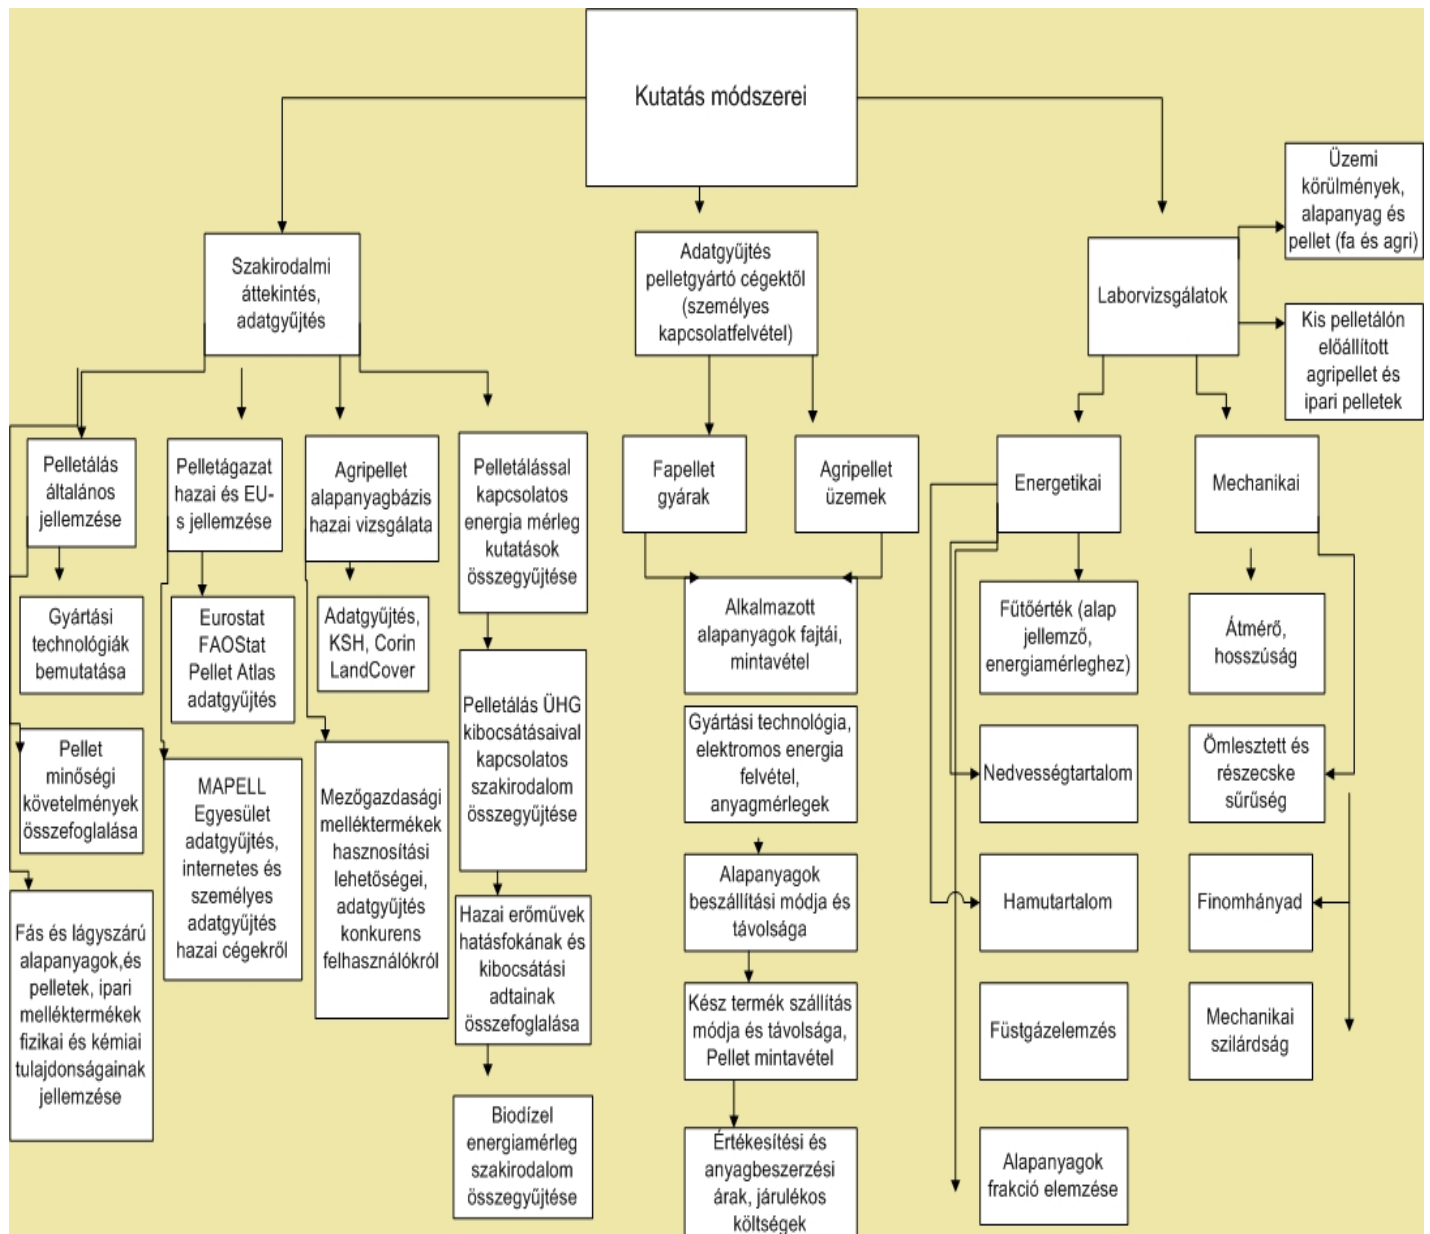 Kutatás módszerei
Üzemi
körülmények,
alapanyag és
pellet (fa és agri)
Szakirodalmi
áttekintés,
adatgyűjtés
Adatgyűjtés
pelletgyártó cégektől
(személyes
kapcsolatfelvétel)
Laborvizsgálatok
Kis pelletálón
előállított
agripellet és
ipari pelletek
Pelletálás
általános
jellemzése
Pelletágazat
hazai és EU-
s jellemzése
Agripellet
alapanyagbázis
hazai vizsgálata
Pelletálással
kapcsolatos
energia mérleg
kutatások
összegyűjtése
Fapellet
gyárak
Agripellet
üzemek
Energetikai
Mechanikai
Gyártási
technológiák
bemutatása
Eurostat
FAOStat
Pellet Atlas
adatgyűjtés
Adatgyűjtés,
KSH, Corin
LandCover
Alkalmazott
alapanyagok fajtái,
mintavétel
Fűtőérték (alap
jellemző,
energiamérleghez)
Átmérő,
hosszúság
Pellet
minőségi
követelmények
összefoglalása
MAPELL
Egyesület
adatgyűjtés,
internetes és
személyes
adatgyűjtés
hazai cégekről
Mezőgazdasági
melléktermékek
hasznosítási
lehetőségei,
adatgyűjtés
konkurens
felhasználókról
Pelletálás ÜHG
kibocsátásaival
kapcsolatos
szakirodalom
összegyűjtése
Gyártási technológia,
elektromos energia
felvétel,
anyagmérlegek
Nedvességtartalom
Ömlesztett és
részecske
sűrűség
Fás és lágyszárú
alapanyagok,és
pelletek, ipari
melléktermékek
fizikai és kémiai
tulajdonságainak
jellemzése
Hazai erőművek
hatásfokának és
kibocsátási
adtainak
összefoglalása
Alapanyagok
beszállítási módja és
távolsága
Hamutartalom
Finomhányad
Kész termék szállítás
módja és távolsága,
Pellet mintavétel
Füstgázelemzés
Mechanikai
szilárdság
Biodízel
energiamérleg
szakirodalom
összegyűjtése
Értékesítési és
anyagbeszerzési
árak, járulékos
költségek
Alapanyagok
frakció elemzése